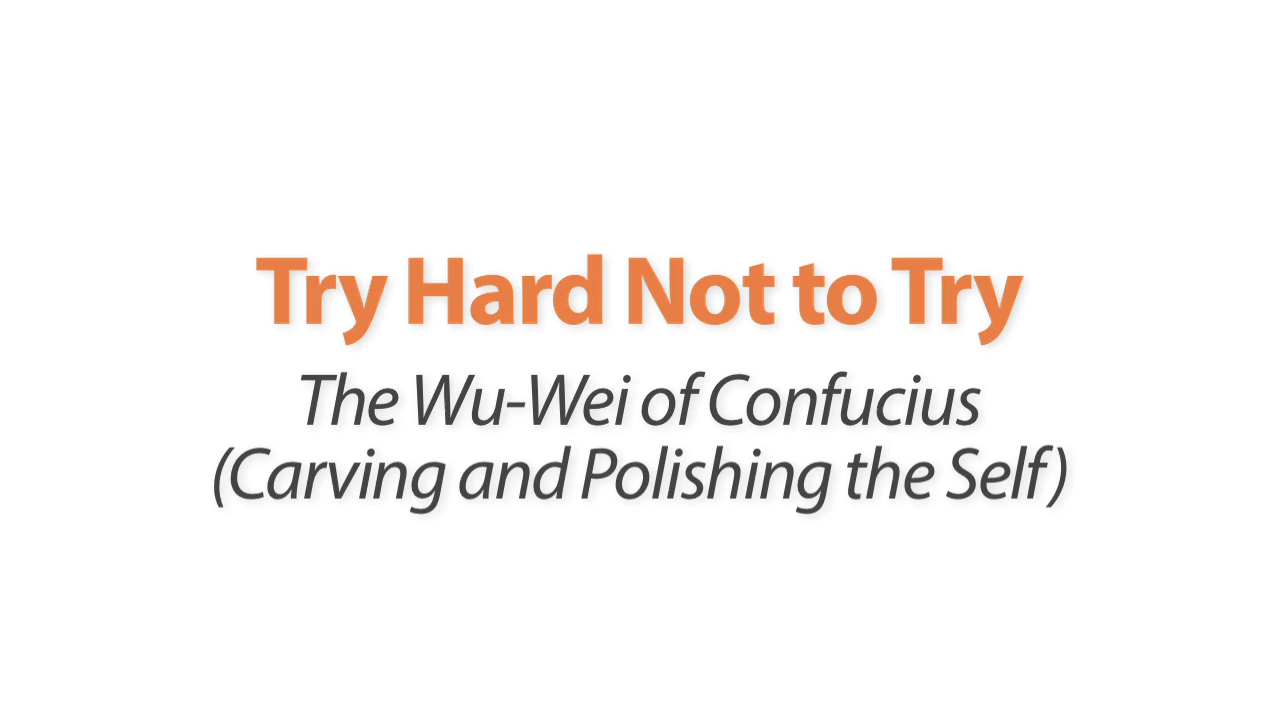 Try Hard Not to Try
The Wu-Wei of Confucius
(Carving and Polishing the Self)